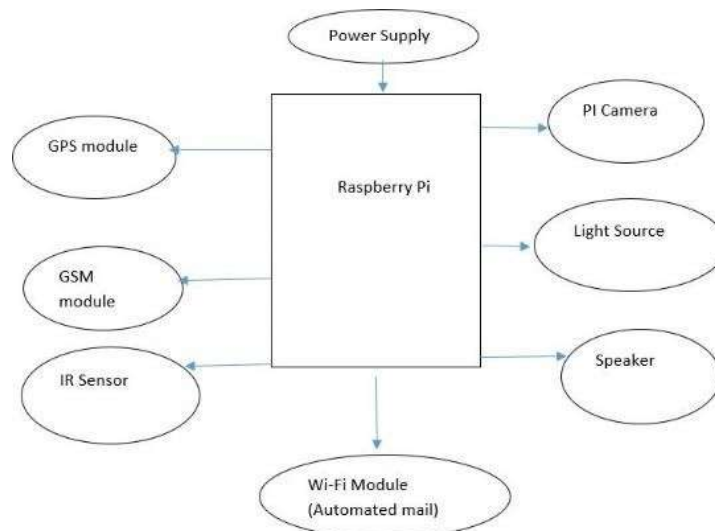 Power Supply
PI Camera
GPS module
Raspberry Pi
Light Source
GSM
module
IR Sensor
Speaker
Wi-Fi Module
(Automated mail)